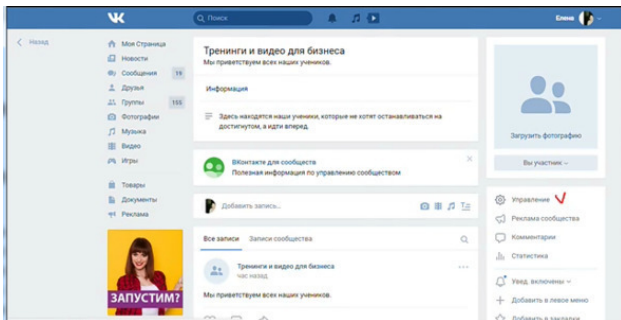 Поиск
Елена
Назад
Моя Страница
Новости
Сообщения 19
Друзья
Группы 155
Фотографии
Музыка
Видео
Игры
Товары
Документы
Реклама
ЗАПУСТИМ?
Тренинги и видео для бизнеса
Мы приветствуем всех наших учеников.
Информация
Здесь находятся наши ученики, которые не хотят останавливаться на
достигнутом, а идти вперед.
ВКонтакте для сообществ
Полезная информация по управлению сообществом
Добавить запись...
Все записи Записи сообщества
Тренинги и видео для бизнеса
час назад
Мы приветствуем всех наших учеников.
Загрузить фотографию
Вы участник
Управление
Реклама сообщества
Комментарии
Статистика
Увед. включены
Добавить в левое меню
Добавить в закладки